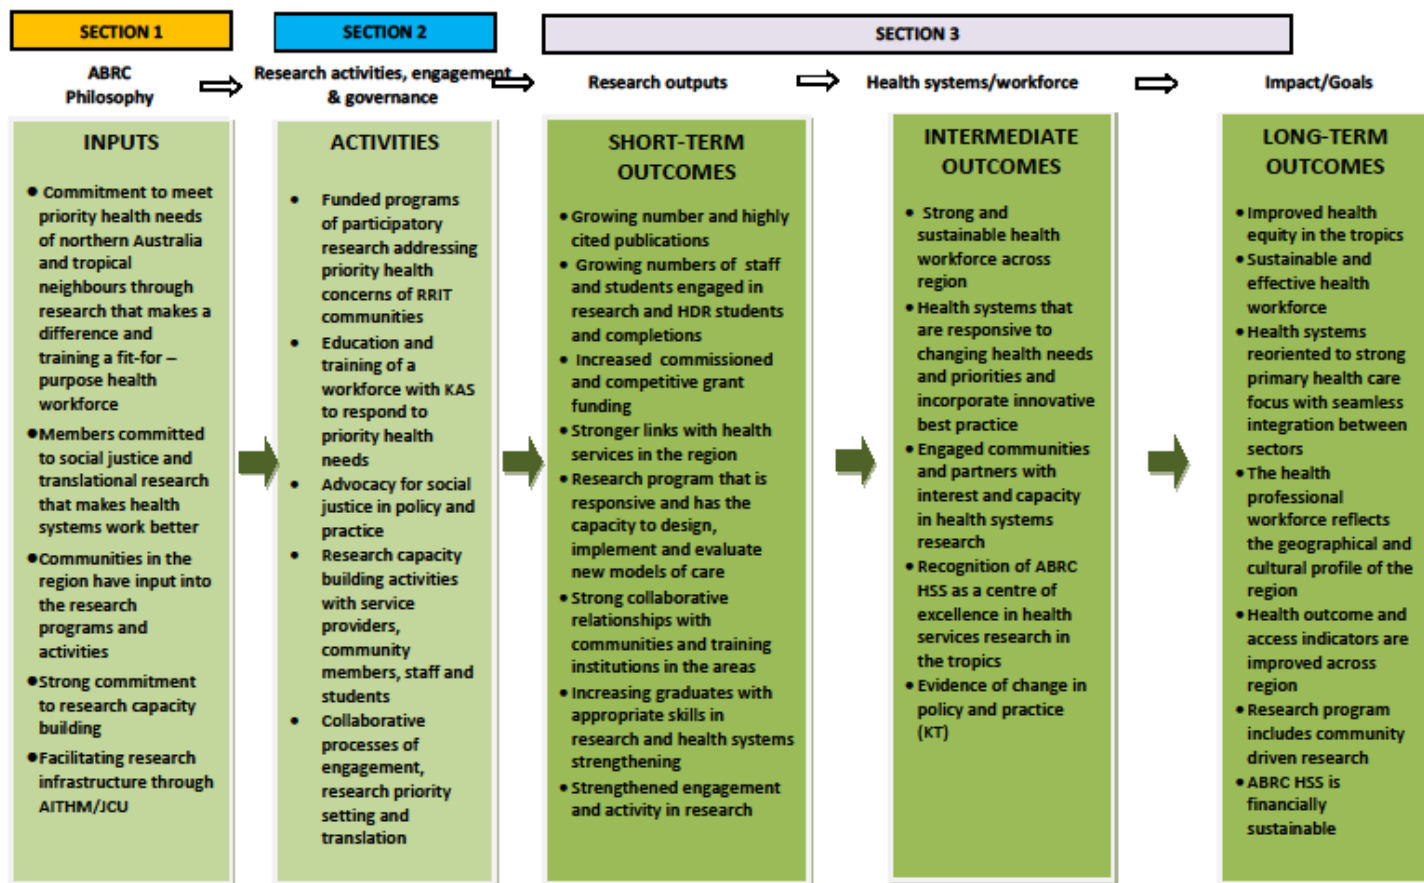 SECTION 1
SECTION 2
SECTION 3
ABRC
Philosophy
Research activities, engagement
& governance
Research outputs
Health systems/workforce
Impact/Goals
INPUTS
● Commitment to meet
priority health needs
of northern Australia
and tropical
neighbours through
research that makes a
difference and
training a fit-for –
purpose health
workforce
●Members committed
to social justice and
translational research
that makes health
systems work better
●Communities in the
region have input into
the research
programs and
activities
●Strong commitment
to research capacity
building
●Facilitating research
infrastructure through
AITHM/JCU
ACTIVITIES
• Funded programs
of participatory
research addressing
priority health
concerns of RRIT
communities
• Education and
training of a
workforce with KAS
to respond to
priority health
needs
• Advocacy for social
justice in policy and
practice
• Research capacity
building activities
with service
providers,
community
members, staff and
students
• Collaborative
processes of
engagement,
research priority
setting and
translation
SHORT-TERM
OUTCOMES
• Growing number and highly
cited publications
• Growing numbers of staff
and students engaged in
research and HDR students
and completions
• Increased commissioned
and competitive grant
funding
• Stronger links with health
services in the region
• Research program that is
responsive and has the
capacity to design,
implement and evaluate
new models of care
• Strong collaborative
relationships with
communities and training
institutions in the areas
• Increasing graduates with
appropriate skills in
research and health systems
strengthening
• Strengthened engagement
and activity in research
INTERMEDIATE
OUTCOMES
• Strong and
sustainable health
workforce across
region
• Health systems that
are responsive to
changing health needs
and priorities and
incorporate innovative
best practice
• Engaged communities
and partners with
interest and capacity
in health systems
research
• Recognition of ABRC
HSS as a centre of
excellence in health
services research in
the tropics
• Evidence of change in
policy and practice
(KT)
LONG-TERM
OUTCOMES
• Improved health
equity in the tropics
• Sustainable and
effective health
workforce
• Health systems
reoriented to strong
primary health care
focus with seamless
integration between
sectors
• The health
professional
workforce reflects
the geographical and
cultural profile of the
region
• Health outcome and
access indicators are
improved across
region
• Research program
includes community
driven research
• ABRC HSS is
financially
sustainable